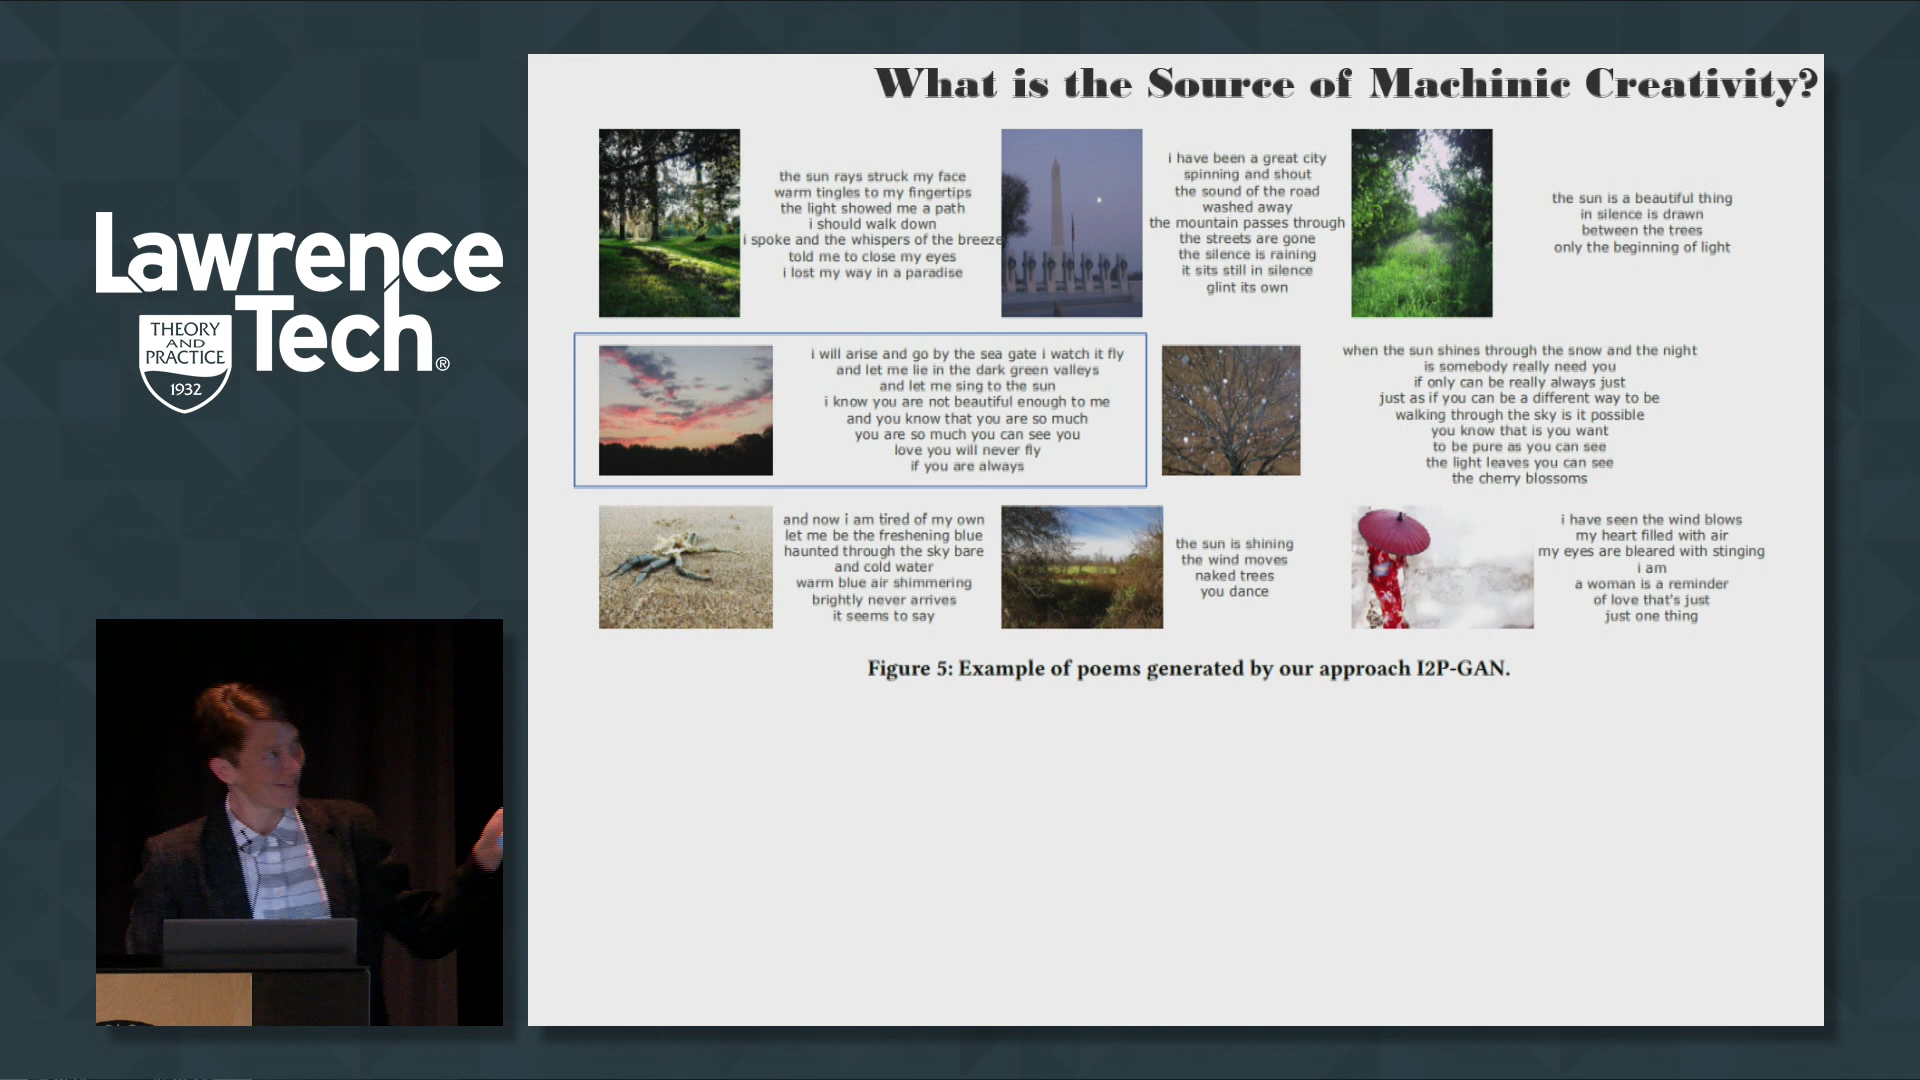 Lawrence
Tech®
THEORY
AND
PRACTICE
1932
What is the Source of Machinic Creativity?
the sun rays struck my face
warm tingles to my fingertips
the light showed me a path
i should walk down
i spoke and the whispers of the breeze
told me to close my eyes
i lost my way in a paradise
i have been a great city
spinning and shout
the sound of the road
washed away
the mountain passes through
the streets are gone
the silence is raining
it sits still in silence
glint its own
the sun is a beautiful thing
in silence is drawn
between the trees
only the beginning of light
i will arise and go by the sea gate i watch it fly
and let me lie in the dark green valleys
and let me sing to the sun
i know you are not beautiful enough to me
and you know that you are so much
you are so much you can see you
love you will never fly
if you are always
when the sun shines through the snow and the night
is somebody really need you
if only can be really always just
just as if you can be a different way to be
walking through the sky is it possible
you know that is you want
to be pure as you can see
the light leaves you can see
the cherry blossoms
and now i am tired of my own
let me be the freshening blue
haunted through the sky bare
and cold water
warm blue air shimmering
brightly never arrives
it seems to say
the sun is shining
the wind moves
naked trees
you dance
i have seen the wind blows
my heart filled with air
my eyes are bleared with stinging
i am
a woman is a reminder
of love that's just
just one thing
Figure 5: Example of poems generated by our approach I2P-GAN.